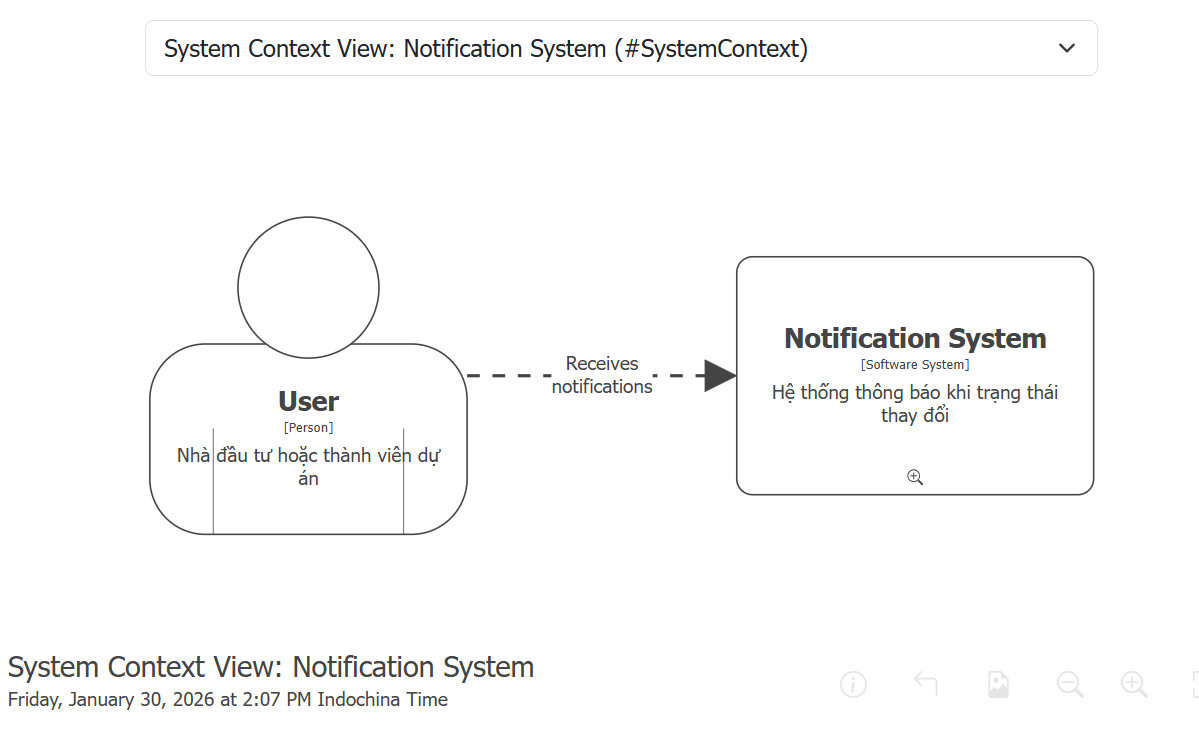 System Context View: Notification System (#SystemContext)
User
[Person]
Nhà đầu tư hoặc thành viên dự
án
Receives
notifications
Notification System
[Software System]
Hệ thống thông báo khi trạng thái
thay đổi
System Context View: Notification System
Friday, January 30, 2026 at 2:07 PM Indochina Time